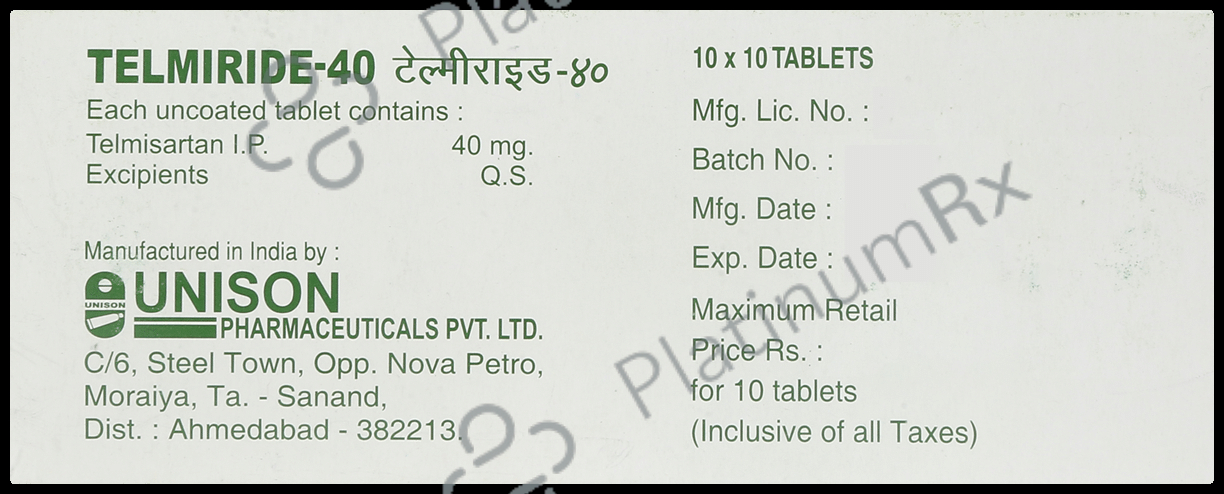 TELMIRIDE-40 टेल्मीराइड-४०
Each uncoated tablet contains :
Telmisartan I.P. 40 mg.
Excipients Q.S.
Manufactured in India by :
UNISON
UNISON
PHARMACEUTICALS PVT. LTD.
C/6, Steel Town, Opp. Nova Petro,
Moraiya, Ta. - Sanand,
Dist. : Ahmedabad - 382213.
10 x 10 TABLETS
Mfg. Lic. No. :
Batch No. :
Mfg. Date :
Exp. Date :
Maximum Retail
Price Rs. :
for 10 tablets
(Inclusive of all Taxes)
PlatinumRx